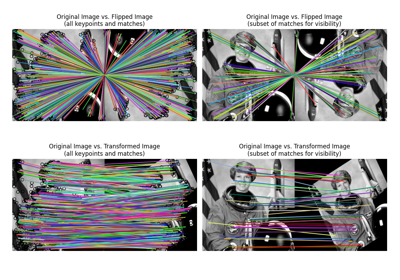 Original Image vs. Flipped Image
(all keypoints and matches)
Original Image vs. Flipped Image
(subset of matches for visibility)
Original Image vs. Transformed Image
(all keypoints and matches)
Original Image vs. Transformed Image
(subset of matches for visibility)